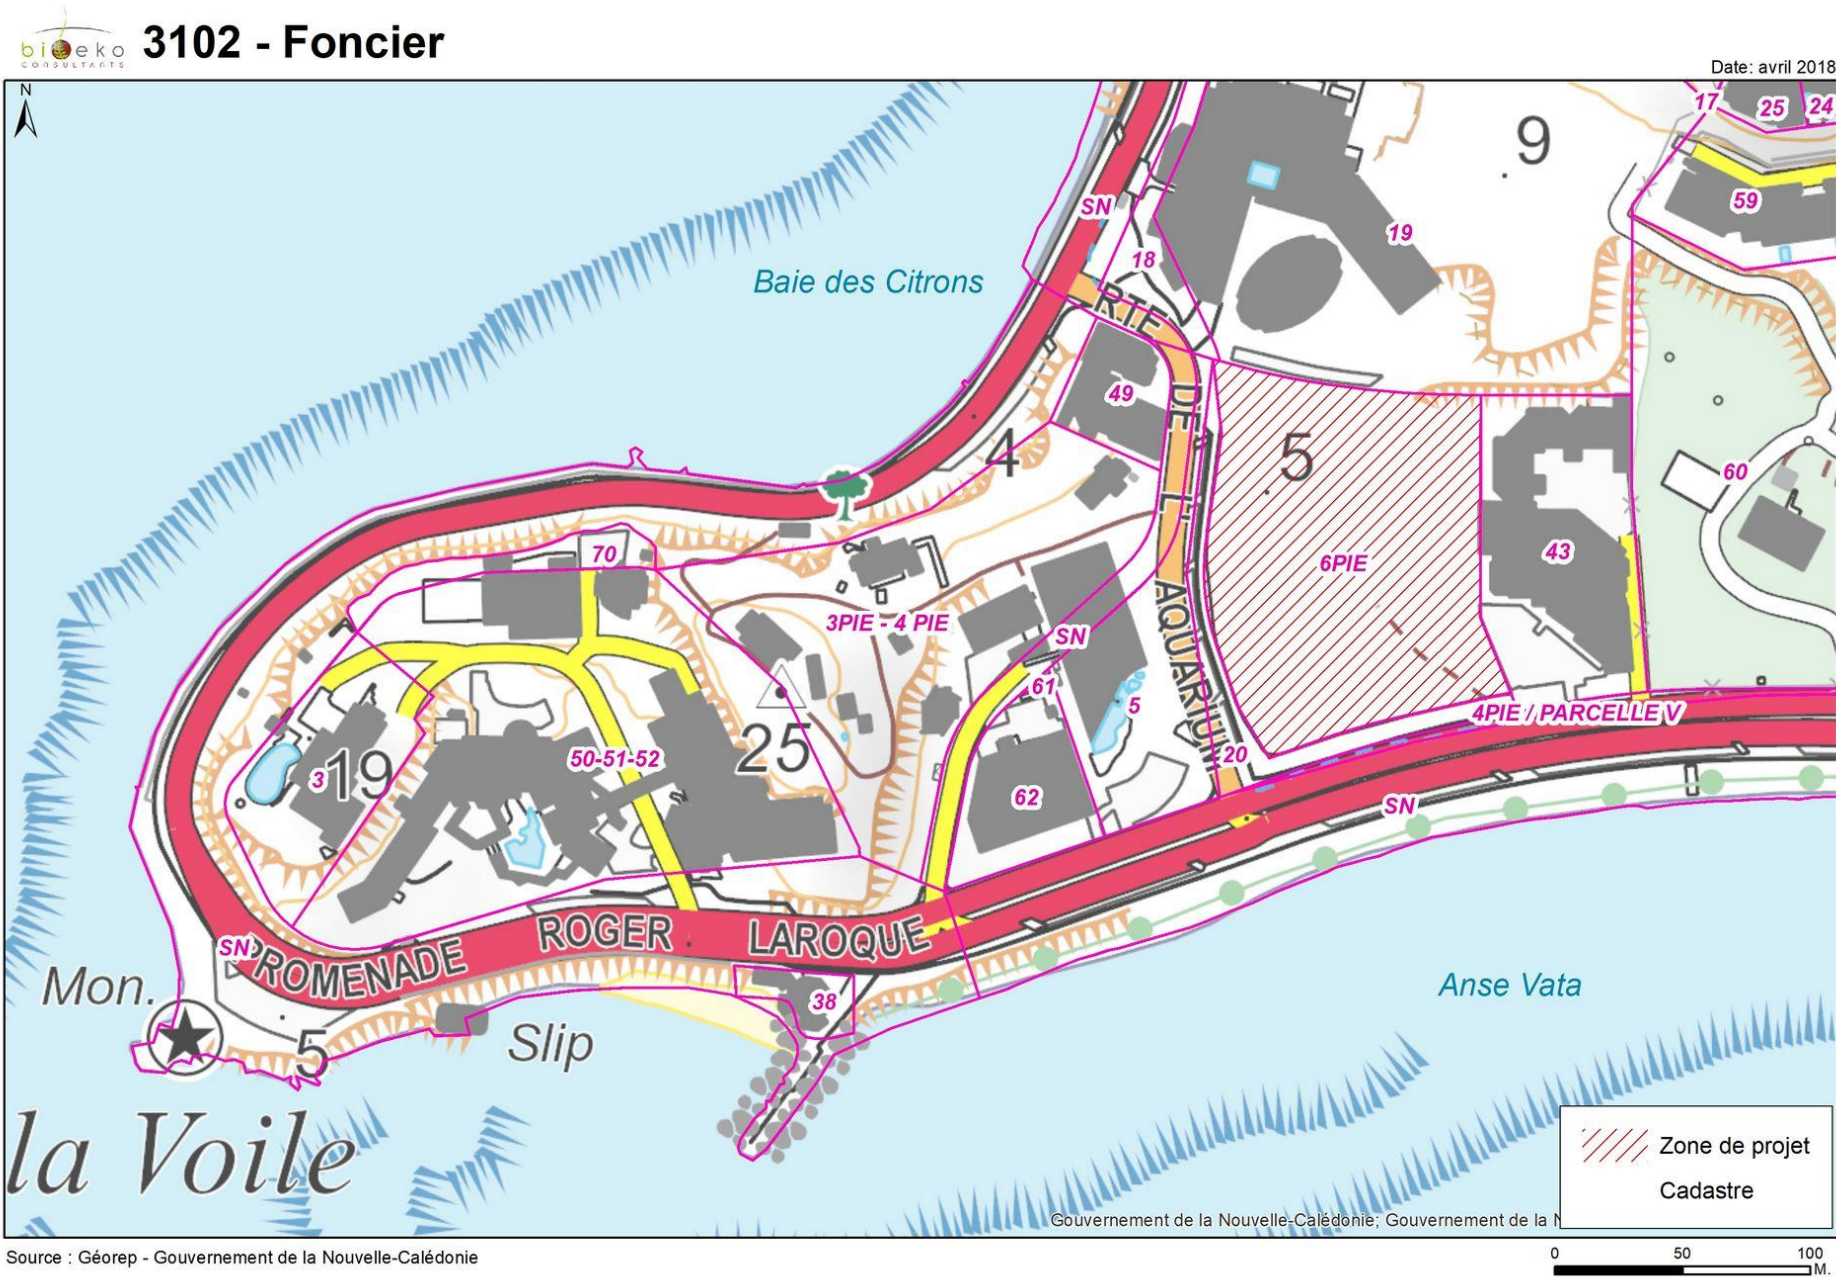 bioeko
CONSULTANTS
3102 - Foncier
Date: avril 2018
N
17
25
24
9
59
SN
19
18
Baie des Citrons
RTE
49
DE
4
5
60
L'
70
43
6PIE
AQUARIUM
3PIE - 4 PIE
SN
61
5
4PIE / PARCELLE V
25
20
50-51-52
3
19
62
SN
PROMENADE
ROGER
LAROQUE
SN
Mon.
38
Anse Vata
Slip
5
la Voile
Zone de projet
Cadastre
Gouvernement de la Nouvelle-Calédonie; Gouvernement de la N
Source : Géorep - Gouvernement de la Nouvelle-Calédonie
0
50
100
M.